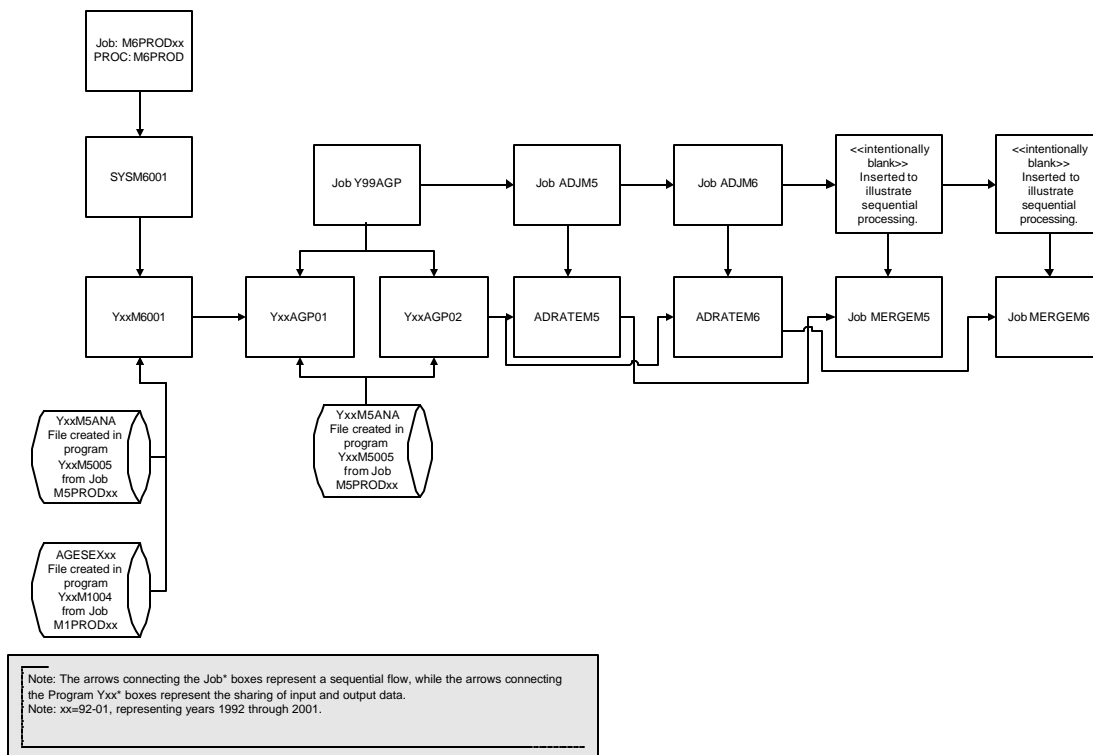 Job: M6PRODxx
PROC: M6PROD
SYSM6001
Job Y99AGP
Job ADJM5
Job ADJM6
<<intentionally
blank>>
Inserted to
illustrate
sequential
processing.
<<intentionally
blank>>
Inserted to
illustrate
sequential
processing.
YxxM6001
YxxAGP01
YxxAGP02
ADRATEM5
ADRATEM6
Job MERGEM5
Job MERGEM6
YxxM5ANA
File created in
program
YxxM5005
from Job
M5PRODxx
YxxM5ANA
File created in
program
YxxM5005
from Job
M5PRODxx
AGESEXxx
File created in
program
YxxM1004
from Job
M1PRODxx
Note: The arrows connecting the Job* boxes represent a sequential flow, while the arrows connecting
the Program Yxx* boxes represent the sharing of input and output data.
Note: xx=92-01, representing years 1992 through 2001.